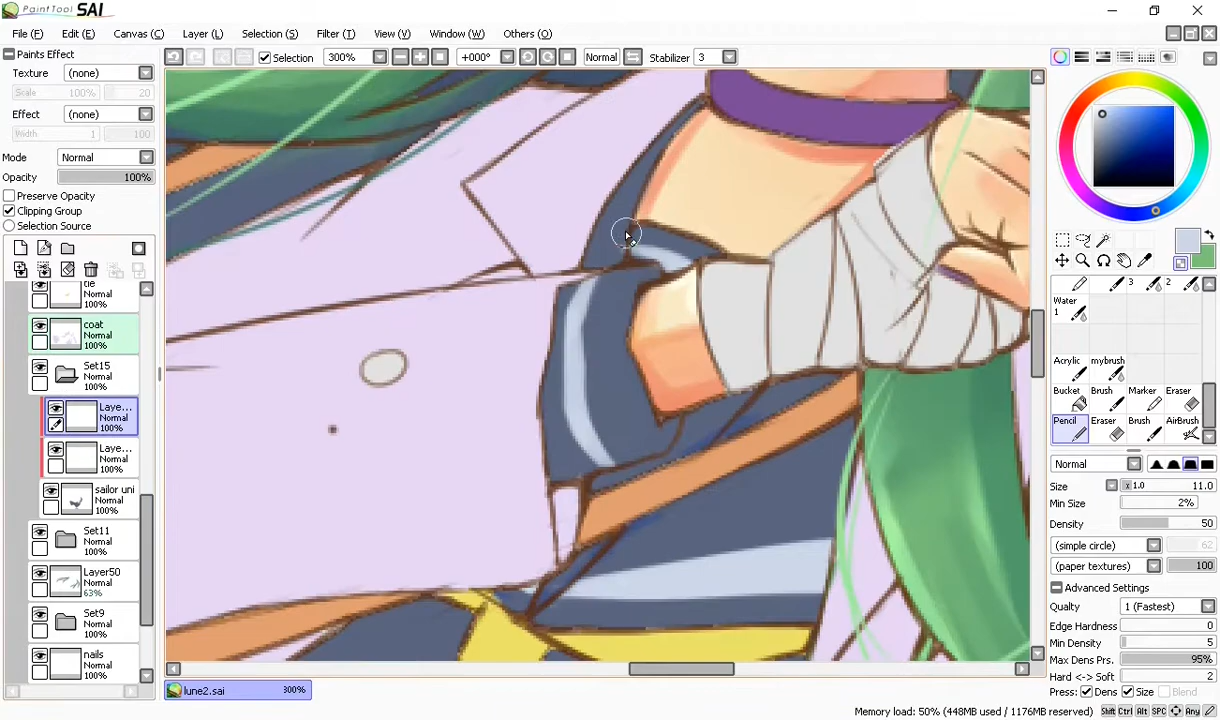 PaintTool SAI
File (F) Edit (E) Canvas (C) Layer (L) Selection (S) Filter (T) View (V) Window (W) Others (O)
Paints Effect
Texture (none)
Scale 100% 20
Effect (none)
Width 1 100
Mode Normal
Opacity 100%
Preserve Opacity
Clipping Group
Selection Source
tie
Normal
100%
coat
Normal
100%
Set15
Normal
100%
Laye...
Normal
100%
Laye...
Normal
100%
sailor uni
Normal
100%
Set11
Normal
100%
Layer50
Normal
63%
Set9
Normal
100%
nails
Normal
100%
Selection 300% +000° Normal Stabilizer 3
3 2 1
Water
1
Acrylic mybrush
Bucket Brush Marker Eraser
Pencil Eraser Brush AirBrush
Normal
Size x 1.0 11.0
Min Size 2%
Density 50
(simple circle) 62
(paper textures) 100
Advanced Settings
Qualty 1 (Fastest)
Edge Hardness 0
Min Density 5
Max Dens Prs. 95%
Hard <-> Soft 2
Press: Dens Size Blend
lune2.sai 300%
Memory load: 50% (448MB used / 1176MB reserved) Shift Ctrl Alt SPC Any